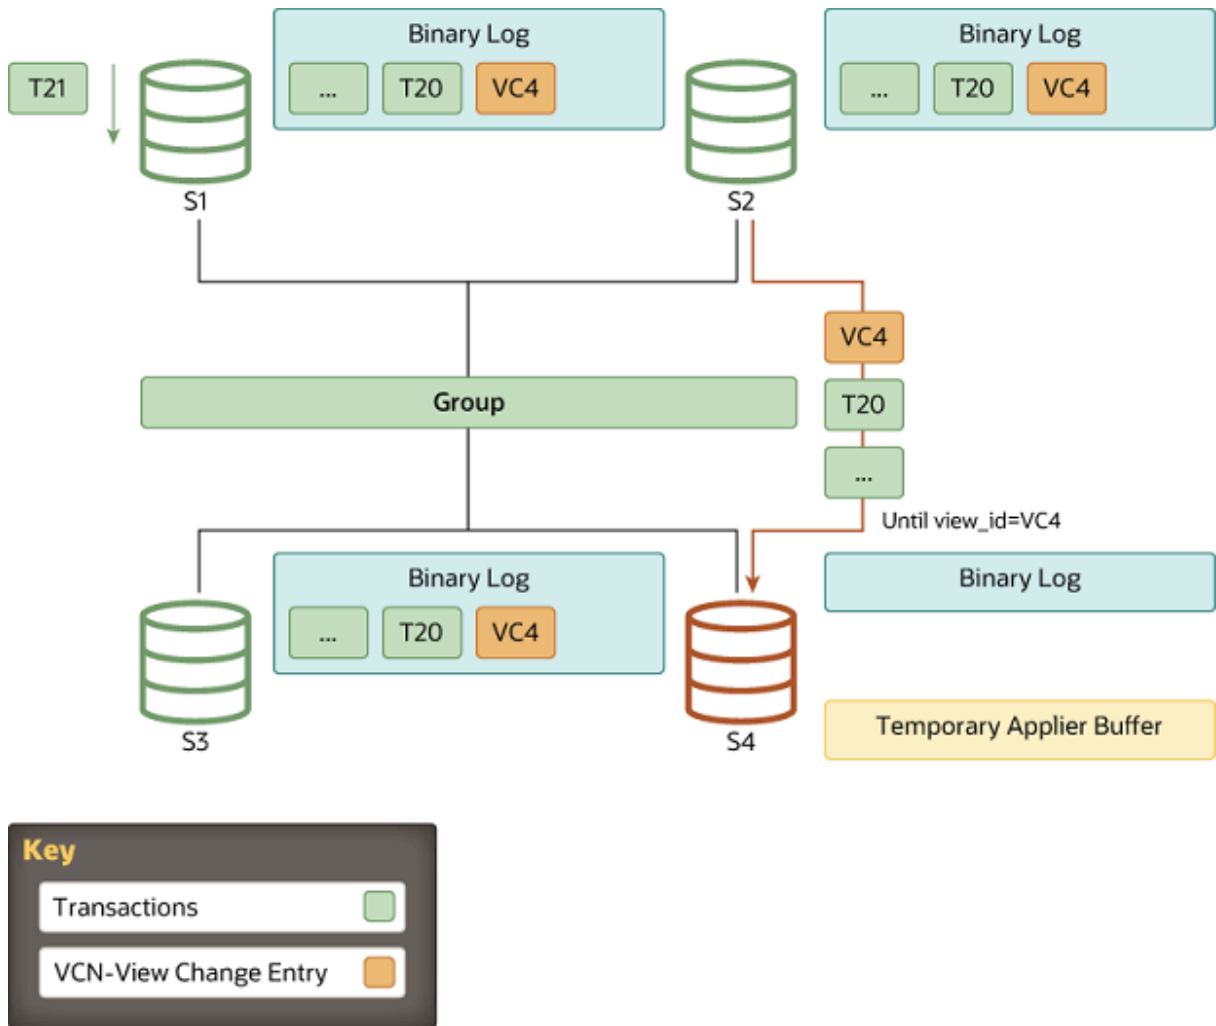 Binary Log
Binary Log
T21
... T20 VC4
... T20 VC4
S1
S2
VC4
Group
T20
...
Until view_id=VC4
Binary Log
Binary Log
... T20 VC4
Temporary Applier Buffer
S3
S4
Key
Transactions
VCN-View Change Entry